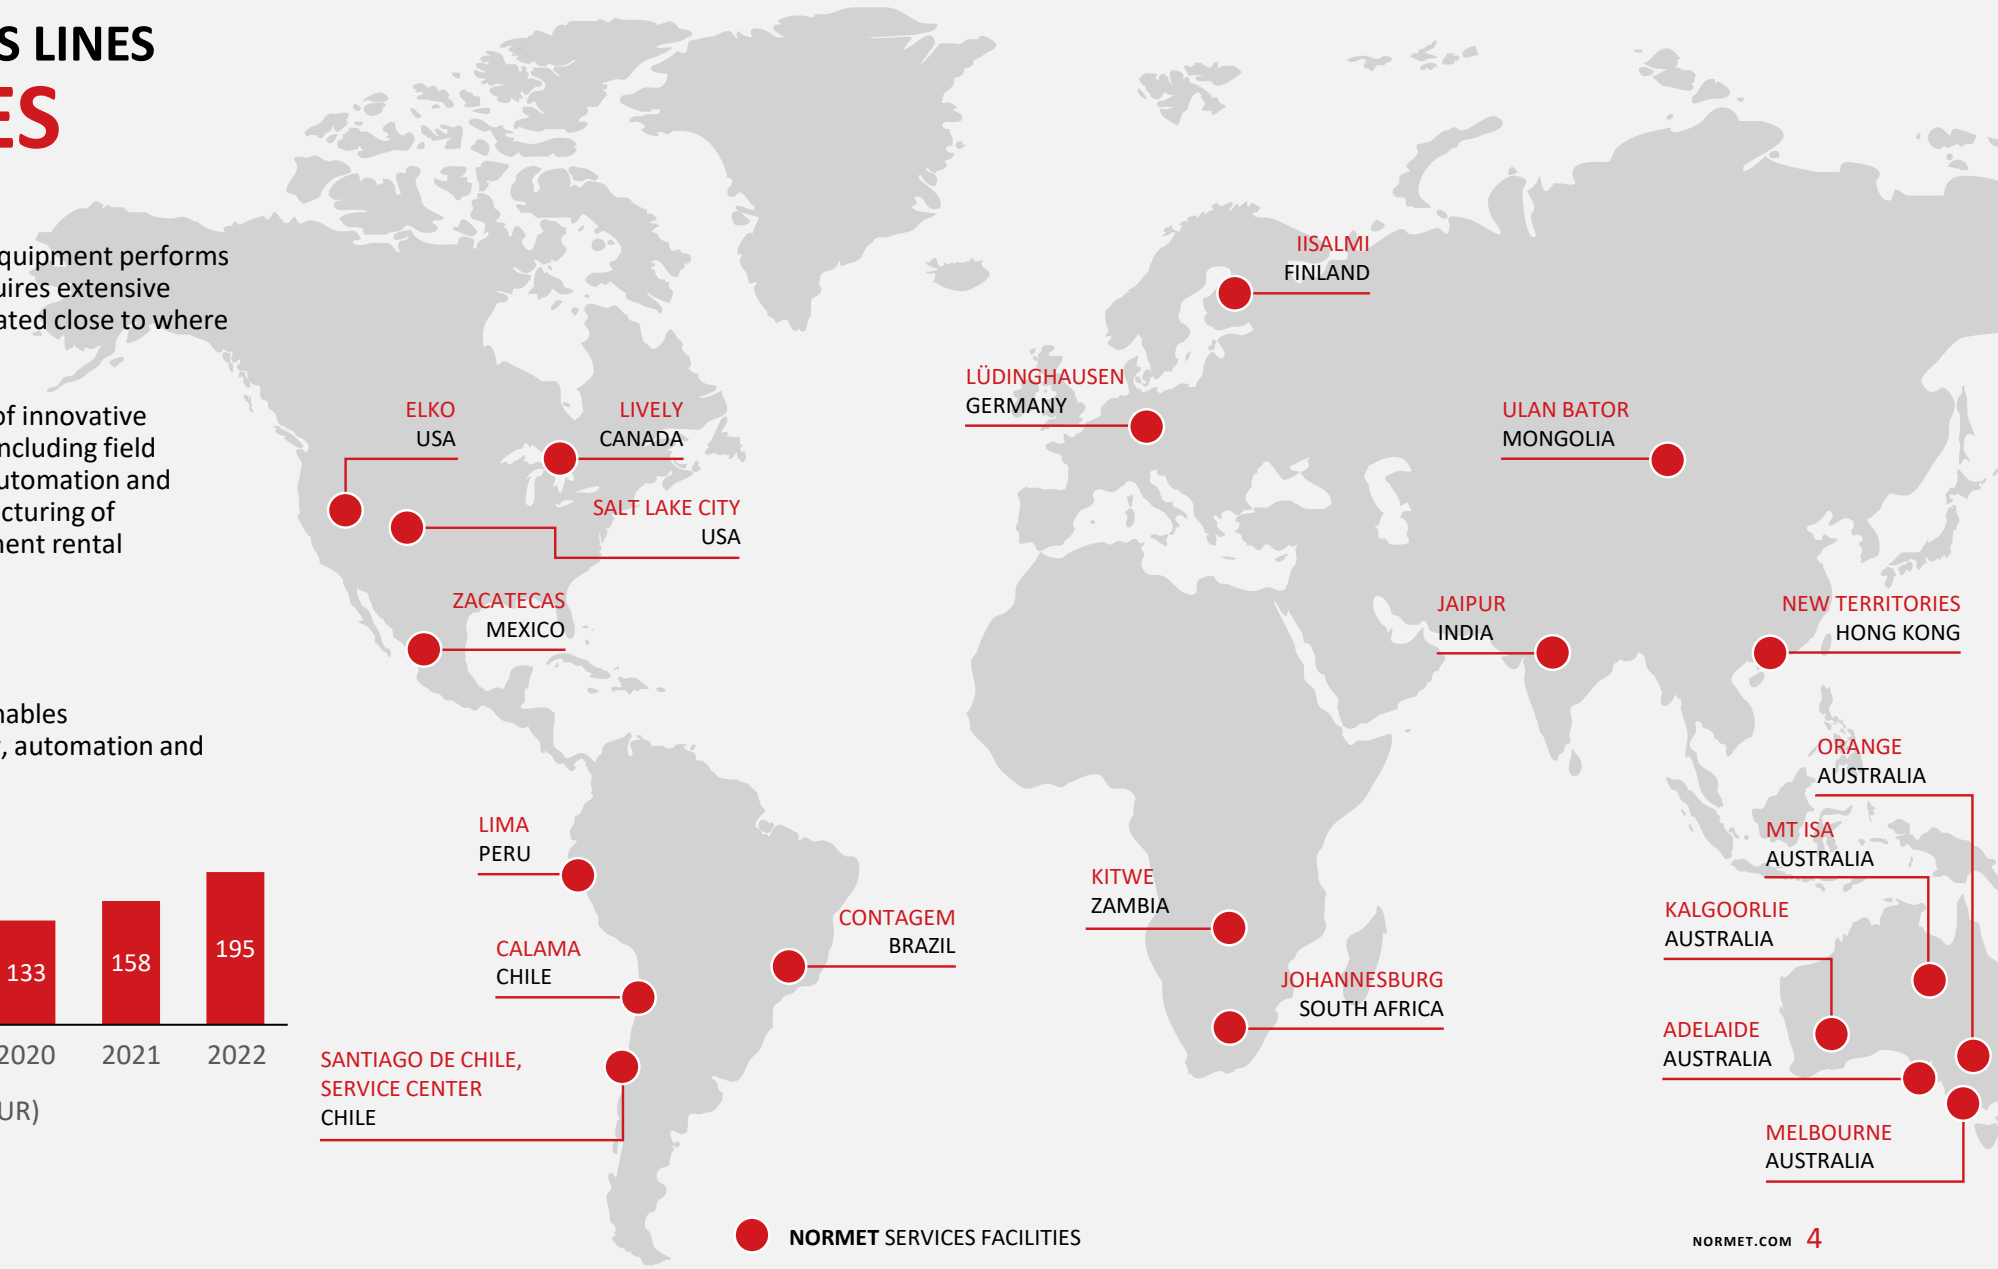 S LINES
ES
quipment performs
uires extensive
ated close to where
of innovative
including field
utomation and
cturing of
nent rental
nables
, automation and
133
158
195
2020
2021
2022
UR)
IISALMI
FINLAND
LÜDINGHAUSEN
GERMANY
ELKO
USA
LIVELY
CANADA
ULAN BATOR
MONGOLIA
SALT LAKE CITY
USA
ZACATECAS
MEXICO
JAIPUR
INDIA
NEW TERRITORIES
HONG KONG
ORANGE
AUSTRALIA
LIMA
PERU
MT ISA
AUSTRALIA
KITWE
ZAMBIA
KALGOORLIE
AUSTRALIA
CONTAGEM
BRAZIL
CALAMA
CHILE
JOHANNESBURG
SOUTH AFRICA
ADELAIDE
AUSTRALIA
SANTIAGO DE CHILE,
SERVICE CENTER
CHILE
MELBOURNE
AUSTRALIA
NORMET SERVICES FACILITIES
NORMET.COM 4